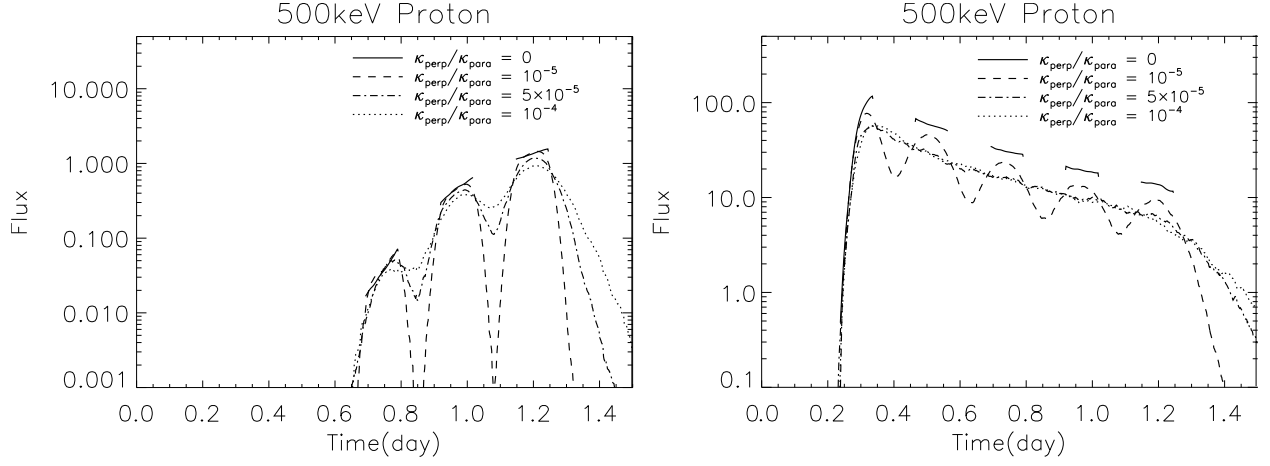 500keV Proton
κperp/κpara = 0
κperp/κpara = 10-5
κperp/κpara = 5×10-5
κperp/κpara = 10-4
10.000
1.000
0.100
0.010
0.001
Flux
0.0 0.2 0.4 0.6 0.8 1.0 1.2 1.4
Time(day)
500keV Proton
κperp/κpara = 0
κperp/κpara = 10-5
κperp/κpara = 5×10-5
κperp/κpara = 10-4
100.0
10.0
1.0
0.1
Flux
0.0 0.2 0.4 0.6 0.8 1.0 1.2 1.4
Time(day)